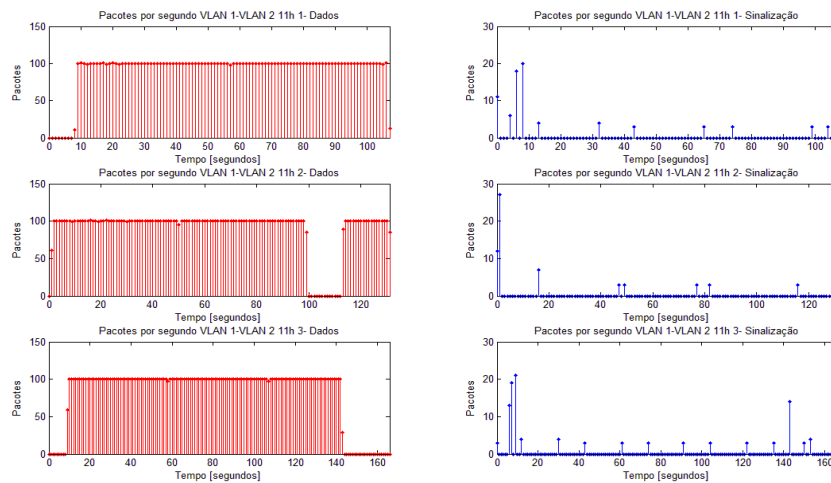 Pacotes por segundo VLAN 1-VLAN 2 11h 1- Dados
150
100
50
0
Pacotes
0 10 20 30 40 50 60 70 80 90 100
Tempo [segundos]
Pacotes por segundo VLAN 1-VLAN 2 11h 1- Sinalização
30
20
10
0
Pacotes
0 10 20 30 40 50 60 70 80 90 100
Tempo [segundos]
Pacotes por segundo VLAN 1-VLAN 2 11h 2- Dados
150
100
50
0
Pacotes
0 20 40 60 80 100 120
Tempo [segundos]
Pacotes por segundo VLAN 1-VLAN 2 11h 2- Sinalização
30
20
10
0
Pacotes
0 20 40 60 80 100 120
Tempo [segundos]
Pacotes por segundo VLAN 1-VLAN 2 11h 3- Dados
150
100
50
0
Pacotes
0 20 40 60 80 100 120 140 160
Tempo [segundos]
Pacotes por segundo VLAN 1-VLAN 2 11h 3- Sinalização
30
20
10
0
Pacotes
0 20 40 60 80 100 120 140 160
Tempo [segundos]